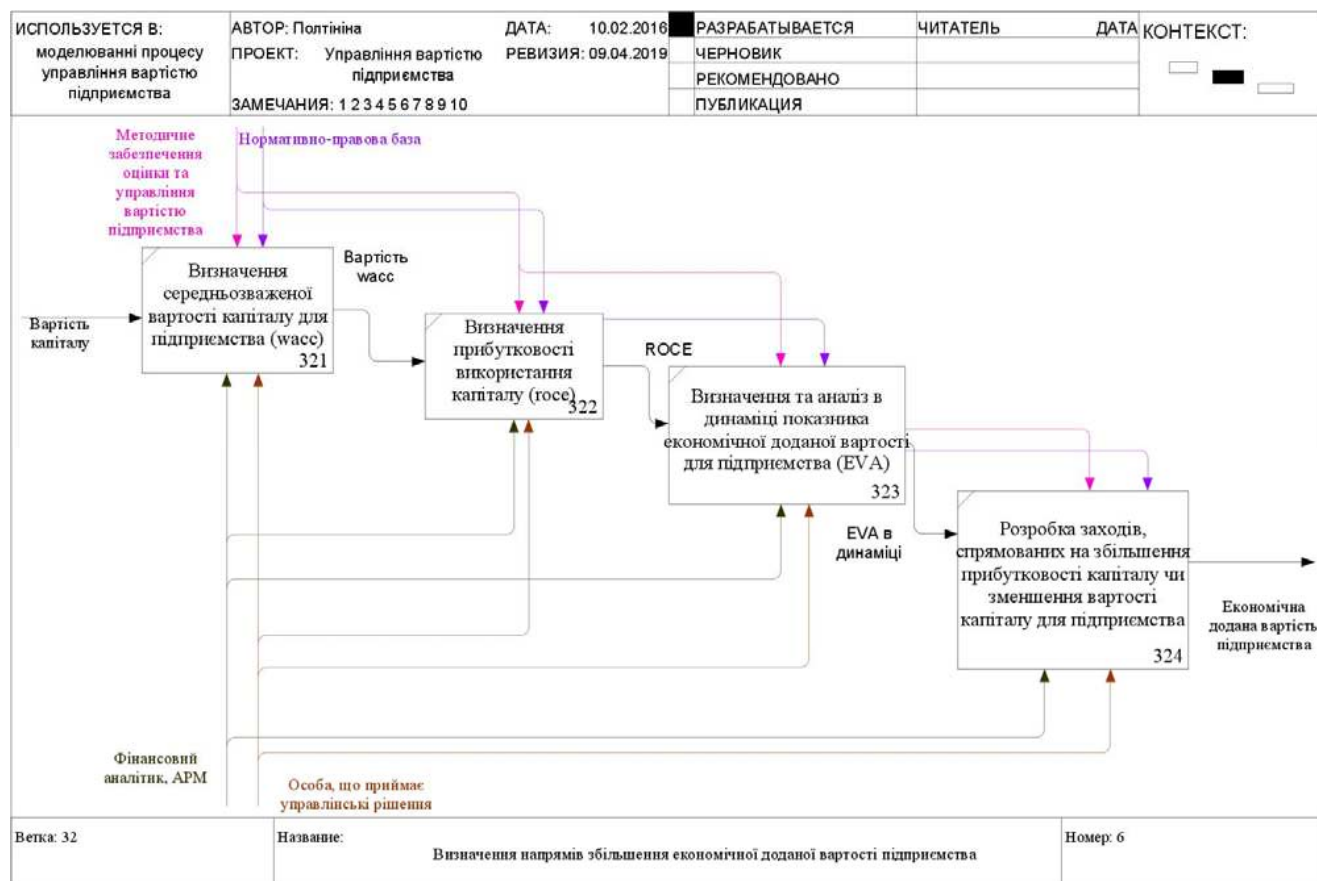 ИСПОЛЬЗУЕТСЯ В:
моделюванні процесу
управління вартістю
підприємства
АВТОР: Полтініна
ДАТА: 10.02.2016
ПРОЕКТ: Управління вартістю
підприємства
РЕВИЗИЯ: 09.04.2019
ЗАМЕЧАНИЯ: 1 2 3 4 5 6 7 8 9 10
РАЗРАБАТЫВАЕТСЯ
ЧЕРНОВИК
РЕКОМЕНДОВАНО
ПУБЛИКАЦИЯ
ЧИТАТЕЛЬ
ДАТА
КОНТЕКСТ:
Методичне
забезпечення
оцінки та
управління
вартістю
підприємства
Нормативно-правова база
Вартість
капіталу
Визначення
середньозваженої
вартості капіталу для
підприємства (wacc)
321
Вартість
wacc
Визначення
прибутковості
використання
капіталу (roce)
322
ROCE
Визначення та аналіз в
динаміці показника
економічної доданої вартості
для підприємства (EVA)
323
EVA в
динаміці
Розробка заходів,
спрямованих на збільшення
прибутковості капіталу чи
зменшення вартості
капіталу для підприємства
324
Економічна
додана вартість
підприємства
Фінансовий
аналітик, АРМ
Особа, що приймає
управлінські рішення
Ветка: 32
Название:
Визначення напрямів збільшення економічної доданої вартості підприємства
Номер: 6